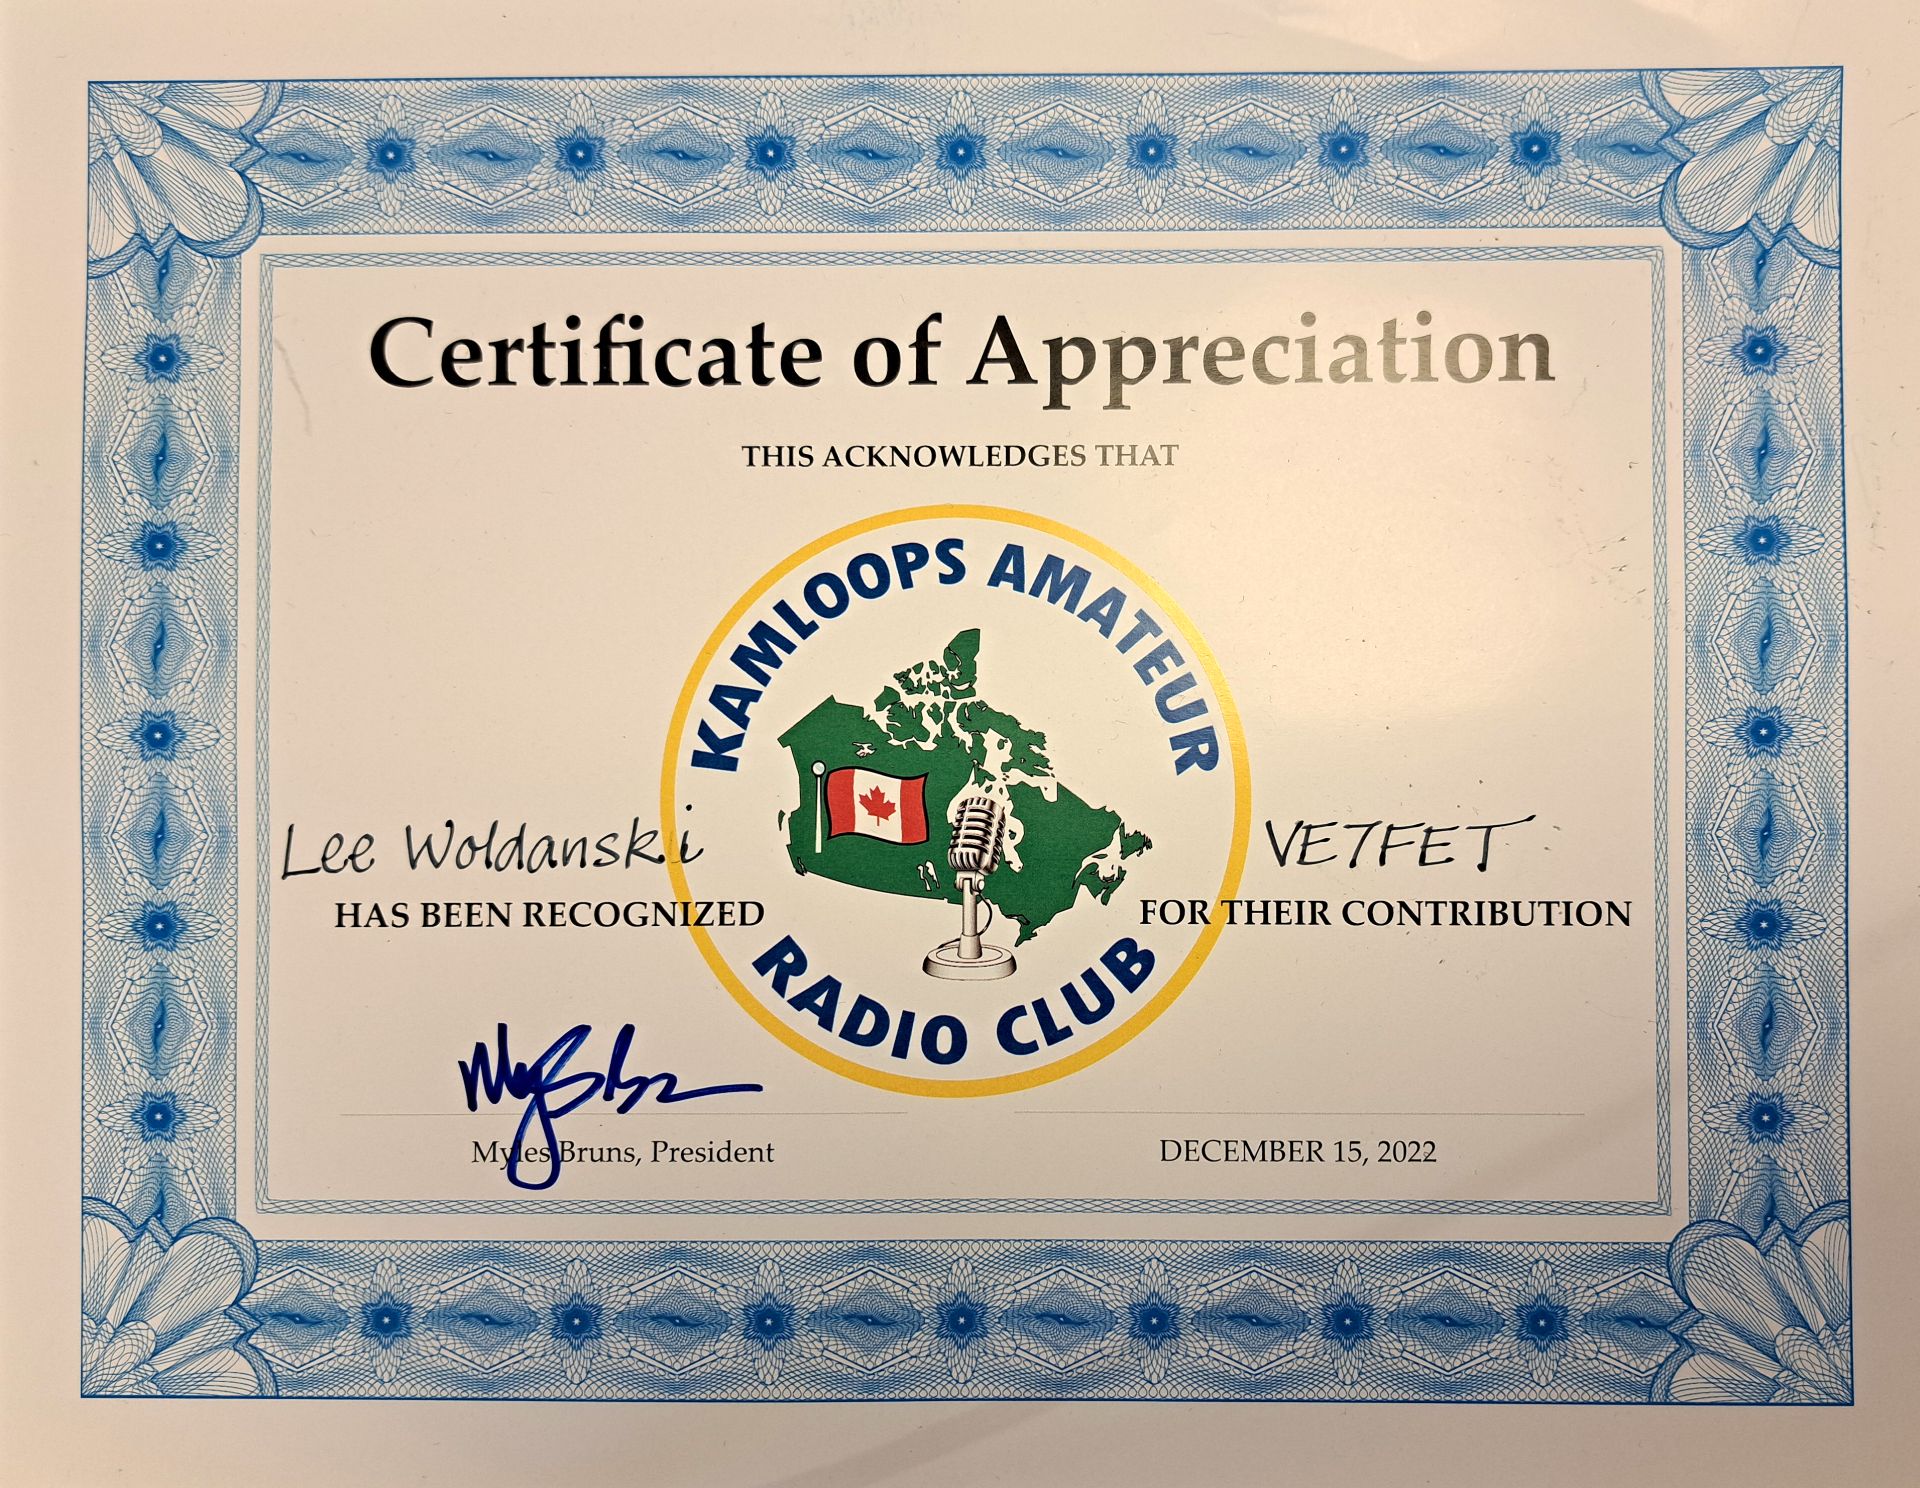 Certificate of Appreciation
THIS ACKNOWLEDGES THAT
KAMLOOPS AMATEUR
RADIO CLUB
Lee Woldanski
VE7FET
HAS BEEN RECOGNIZED
FOR THEIR CONTRIBUTION
Myles Bruns, President
DECEMBER 15, 2022